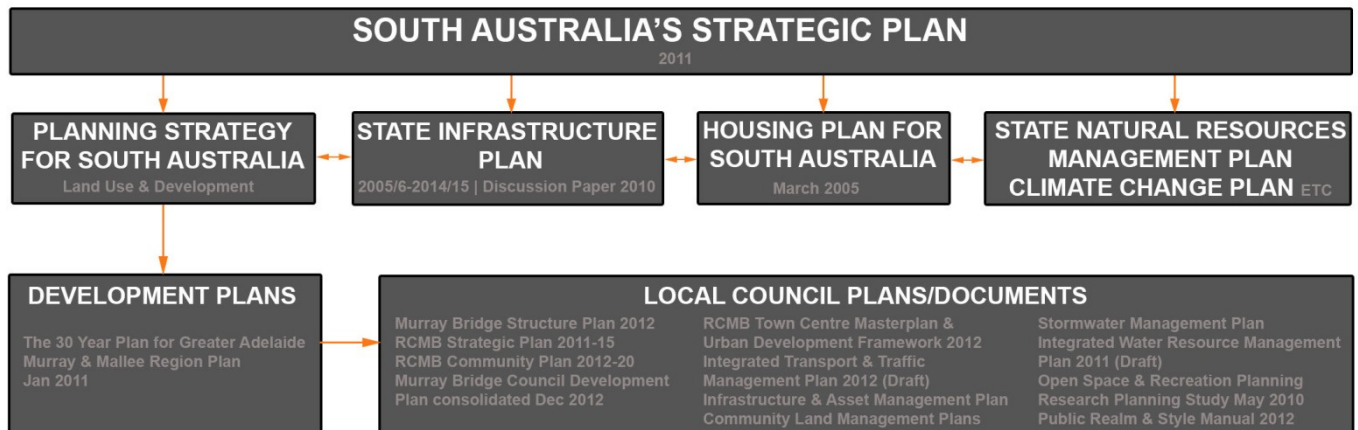 SOUTH AUSTRALIA'S STRATEGIC PLAN
2011
PLANNING STRATEGY
FOR SOUTH AUSTRALIA
Land Use & Development
STATE INFRASTRUCTURE
PLAN
2005/6-2014/15 | Discussion Paper 2010
HOUSING PLAN FOR
SOUTH AUSTRALIA
March 2005
STATE NATURAL RESOURCES
MANAGEMENT PLAN
CLIMATE CHANGE PLAN ETC
DEVELOPMENT PLANS
The 30 Year Plan for Greater Adelaide
Murray & Mallee Region Plan
Jan 2011
LOCAL COUNCIL PLANS/DOCUMENTS
Murray Bridge Structure Plan 2012
RCMB Strategic Plan 2011-15
RCMB Community Plan 2012-20
Murray Bridge Council Development
Plan consolidated Dec 2012
RCMB Town Centre Masterplan &
Urban Development Framework 2012
Integrated Transport & Traffic
Management Plan 2012 (Draft)
Infrastructure & Asset Management Plan
Community Land Management Plans
Stormwater Management Plan
Integrated Water Resource Management
Plan 2011 (Draft)
Open Space & Recreation Planning
Research Planning Study May 2010
Public Realm & Style Manual 2012